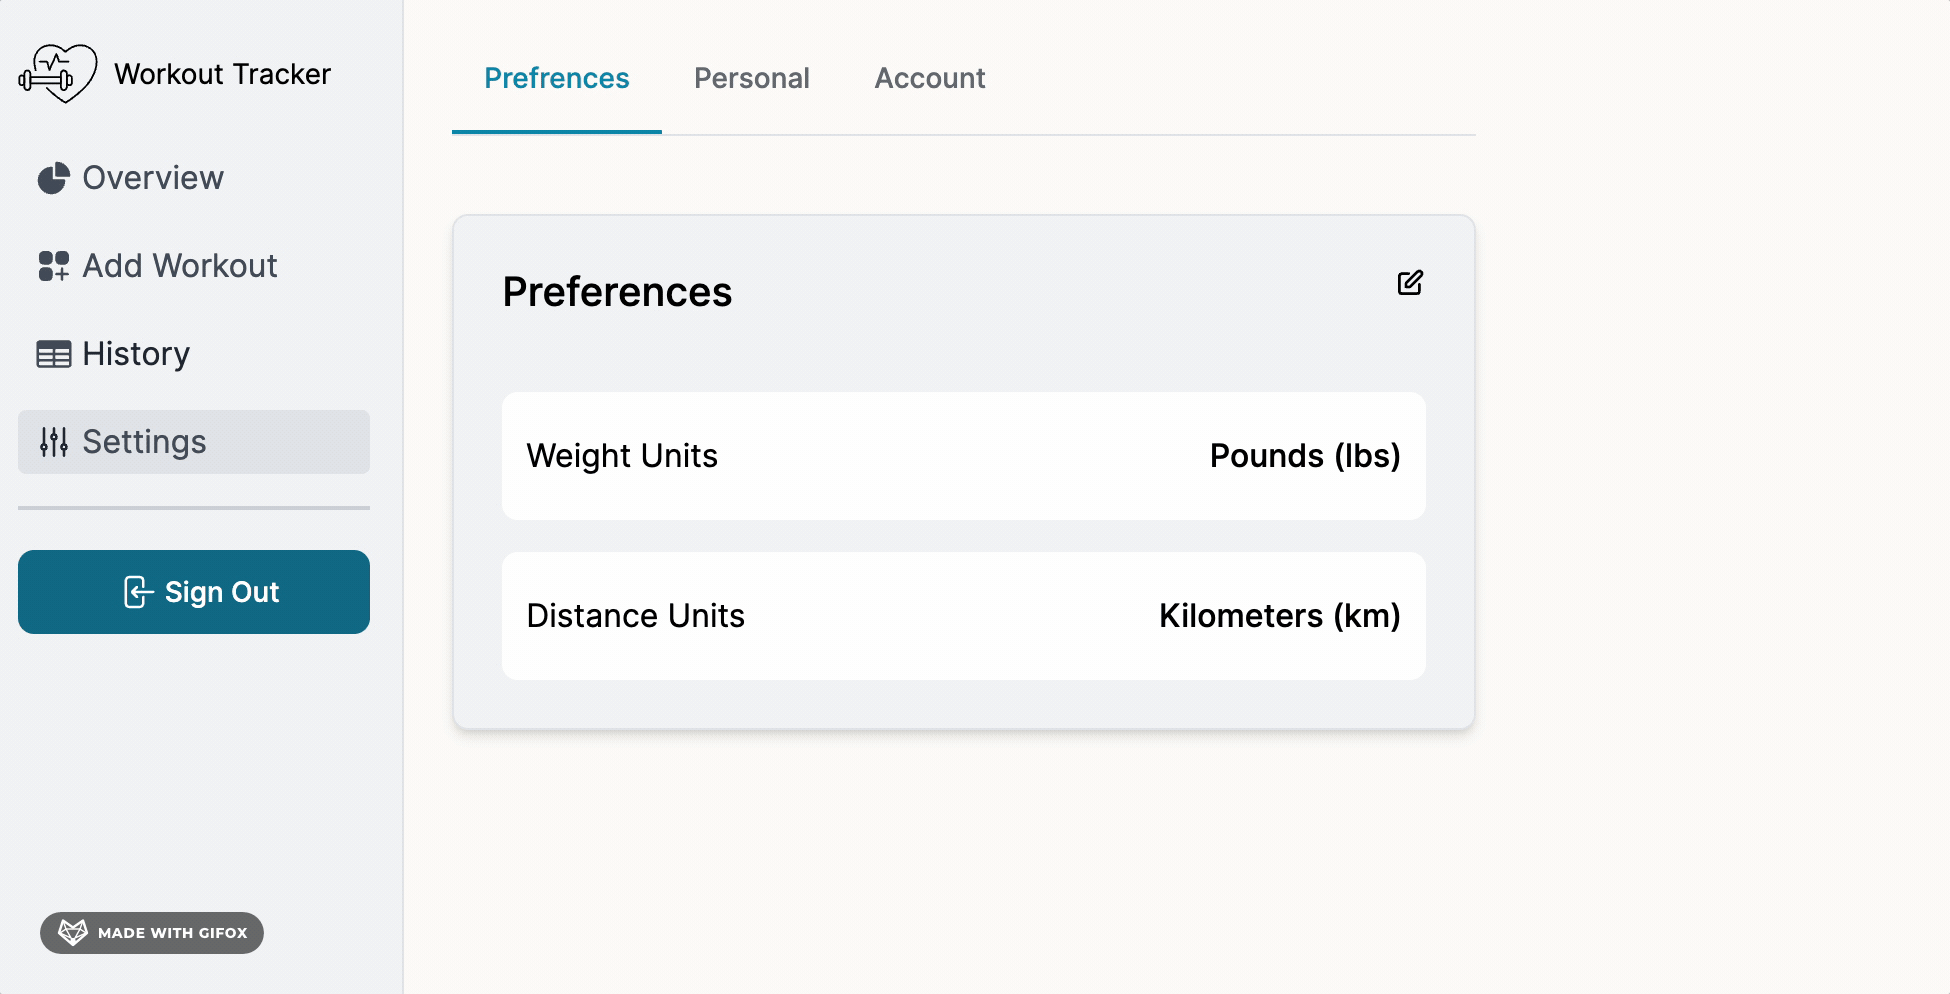 Workout Tracker
Overview
Add Workout
History
Settings
Sign Out
MADE WITH GIFOX
Prefrences Personal Account
Preferences
Weight Units Pounds (lbs)
Distance Units Kilometers (km)